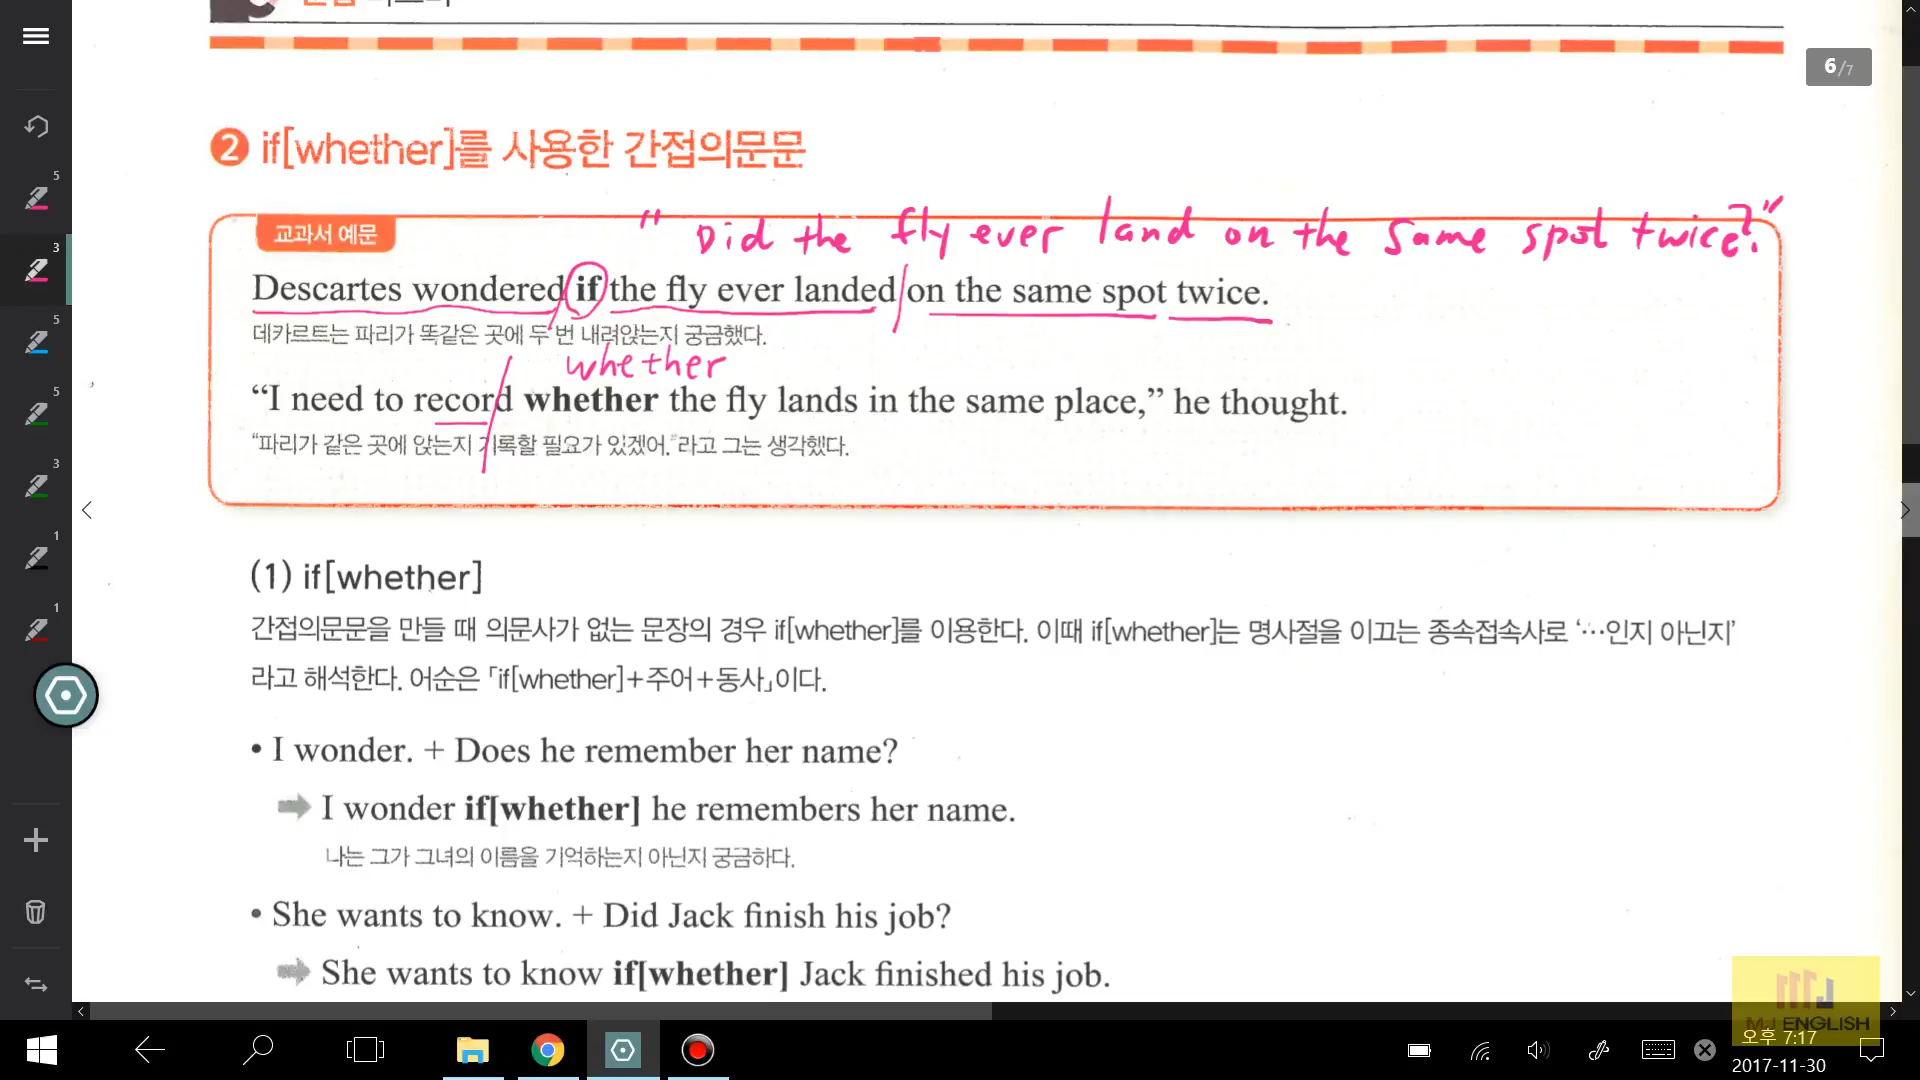 6/7
2 if[whether]를 사용한 간접의문문
" Did the fly ever land on the same spot twice?"
교과서 예문
Descartes wondered if the fly ever landed on the same spot twice.
데카르트는 파리가 똑같은 곳에 두 번 내려앉는지 궁금했다.
whether
“I need to record whether the fly lands in the same place,” he thought.
“파리가 같은 곳에 앉는지 기록할 필요가 있겠어.”라고 그는 생각했다.
(1) if[whether]
간접의문문을 만들 때 의문사가 없는 문장의 경우 if[whether]를 이용한다. 이때 if[whether]는 명사절을 이끄는 종속접속사로 ‘…인지 아닌지’
라고 해석한다. 어순은 「if[whether]+주어+동사」이다.
• I wonder. + Does he remember her name?
➡ I wonder if[whether] he remembers her name.
나는 그가 그녀의 이름을 기억하는지 아닌지 궁금하다.
• She wants to know. + Did Jack finish his job?
➡ She wants to know if[whether] Jack finished his job.
5
3
5
5
3
1
1
MJ ENGLISH
오후 7:17
2017-11-30